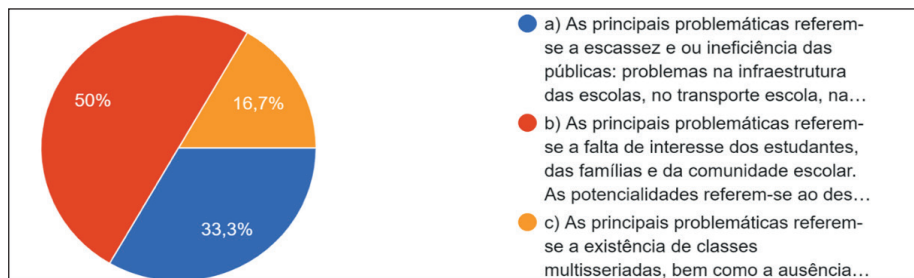 50%
16,7%
33,3%
a) As principais problemáticas referem-
se a escassez e ou ineficiência das
públicas: problemas na infraestrutura
das escolas, no transporte escola, na…
b) As principais problemáticas referem-
se a falta de interesse dos estudantes,
das famílias e da comunidade escolar.
As potencialidades referem-se ao des…
c) As principais problemáticas referem-
se a existência de classes
multisseriadas, bem como a ausência…